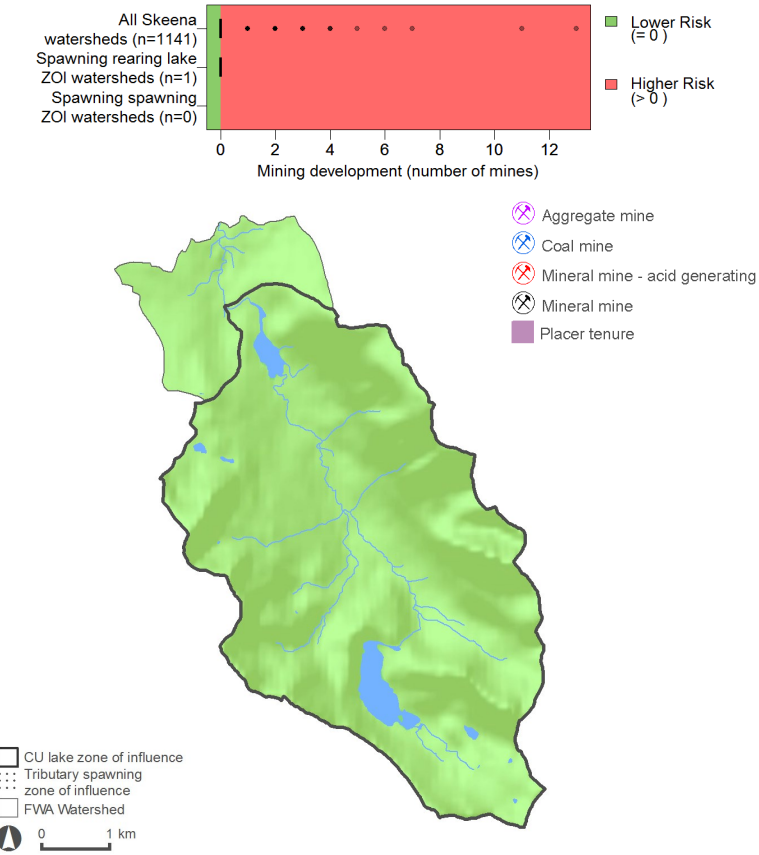 All Skeena
watersheds (n=1141)
Spawning rearing lake
ZOI watersheds (n=1)
Spawning spawning
ZOI watersheds (n=0)
Lower Risk
(= 0 )
Higher Risk
(> 0 )
0 2 4 6 8 10 12
Mining development (number of mines)
Aggregate mine
Coal mine
Mineral mine - acid generating
Mineral mine
Placer tenure
CU lake zone of influence
Tributary spawning
zone of influence
FWA Watershed
0 1 km